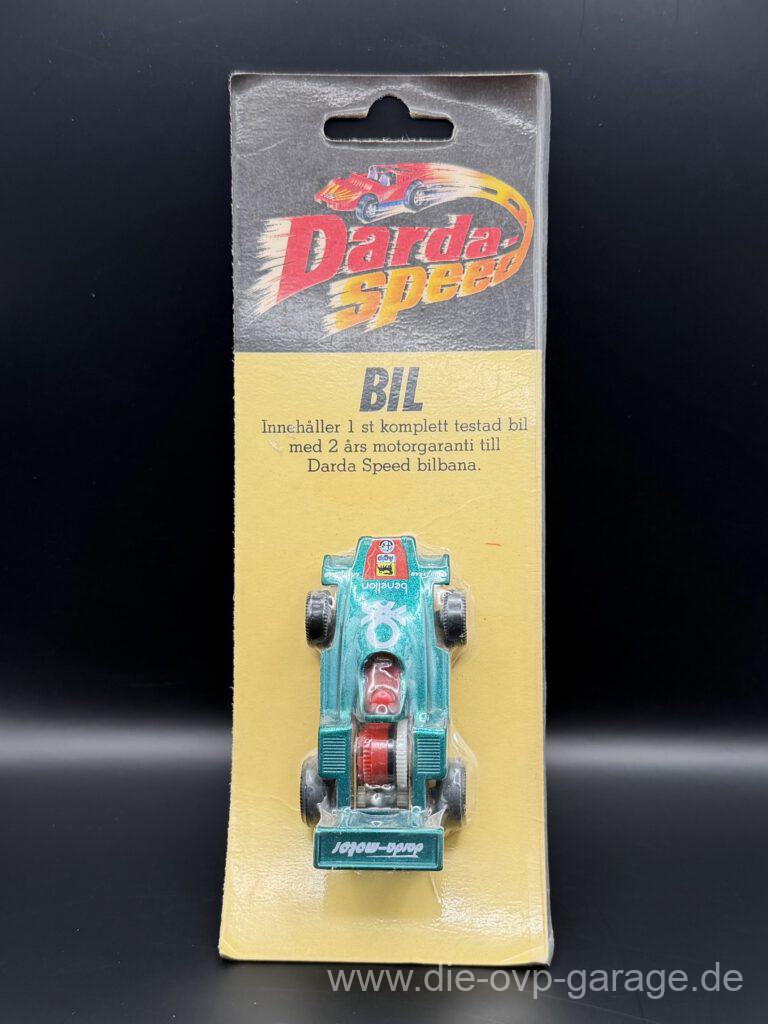 Darda-
Speed
BIL
Innehåller 1 st komplett testad bil
med 2 års motorgaranti till
Darda Speed bilbana.
Agip
benetton
darda-motor
www.die-ovp-garage.de